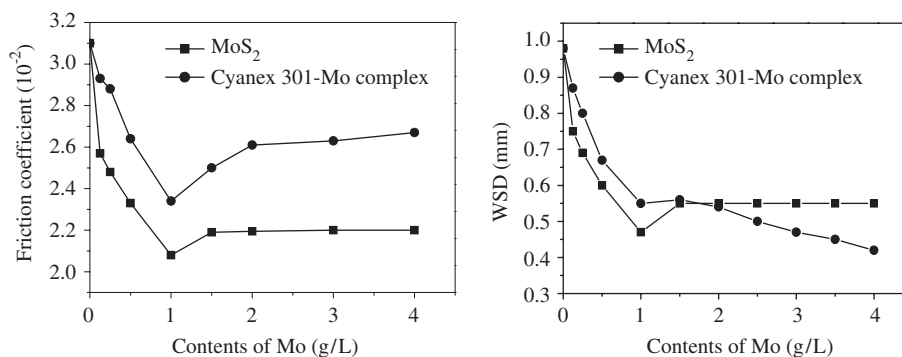 3.2
3.0
2.8
2.6
2.4
2.2
2.0
Friction coefficient (10⁻²)
MoS₂
Cyanex 301-Mo complex
0 1 2 3 4
Contents of Mo (g/L)
1.0
0.9
0.8
0.7
0.6
0.5
0.4
0.3
WSD (mm)
MoS₂
Cyanex 301-Mo complex
0 1 2 3 4
Contents of Mo (g/L)